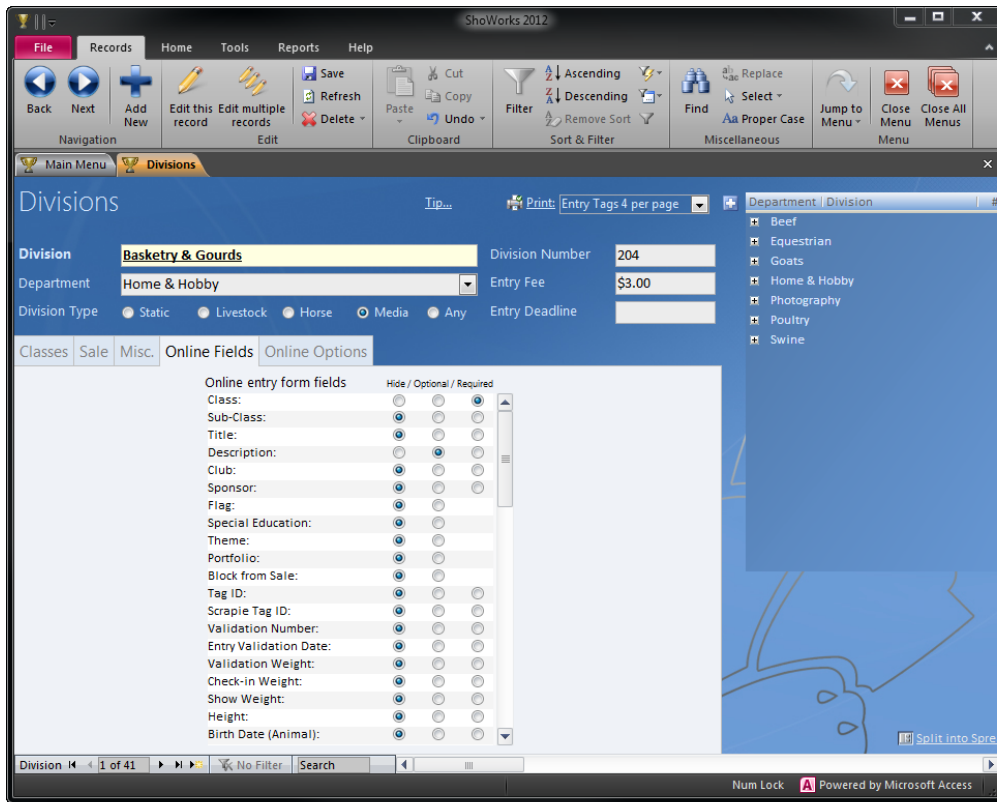 ShoWorks 2012
File Records Home Tools Reports Help
Back Next Add New Edit this record Edit multiple records Save Refresh Delete Paste Cut Copy Undo Filter Ascending Descending Remove Sort Find Replace Select Aa Proper Case Jump to Menu Close Menu Close All Menus
Navigation Edit Clipboard Sort & Filter Miscellaneous Menu
Main Menu Divisions
Divisions Tip... Print: Entry Tags 4 per page
Division Basketry & Gourds Division Number 204
Department Home & Hobby Entry Fee $3.00
Division Type Static Livestock Horse Media Any Entry Deadline
Classes Sale Misc. Online Fields Online Options
Online entry form fields Hide / Optional / Required
Class:
Sub-Class:
Title:
Description:
Club:
Sponsor:
Flag:
Special Education:
Theme:
Portfolio:
Block from Sale:
Tag ID:
Scrapie Tag ID:
Validation Number:
Entry Validation Date:
Validation Weight:
Check-in Weight:
Show Weight:
Height:
Birth Date (Animal):
Department Division #
Beef
Equestrian
Goats
Home & Hobby
Photography
Poultry
Swine
Split into Spre
Division 1 of 41 No Filter Search
Num Lock Powered by Microsoft Access